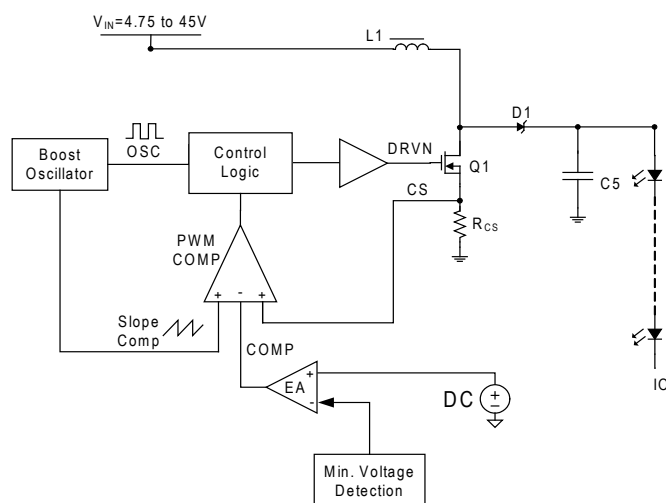 VIN=4.75 to 45V
L1
D1
OSC
Boost
Oscillator
Control
Logic
DRVN
Q1
C5
CS
RCS
PWM
COMP
+ - +
Slope
Comp
COMP
EA
+
-
DC
+
−
IC
Min. Voltage
Detection